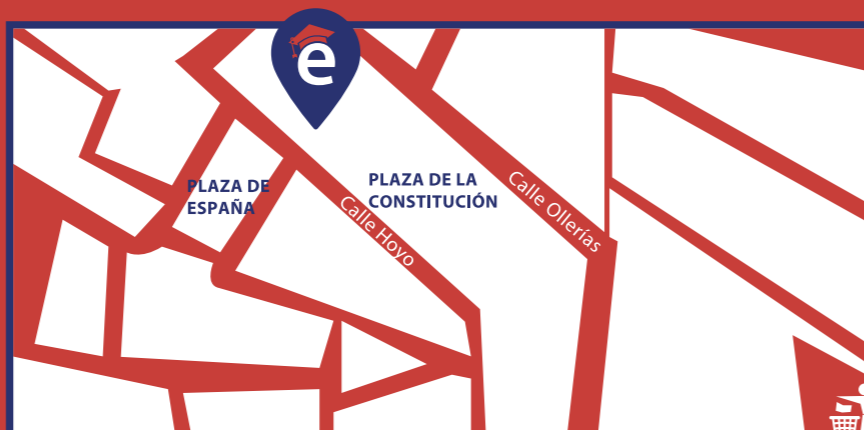 e
PLAZA DE
ESPAÑA
PLAZA DE LA
CONSTITUCIÓN
Calle Hoyo
Calle Ollerías